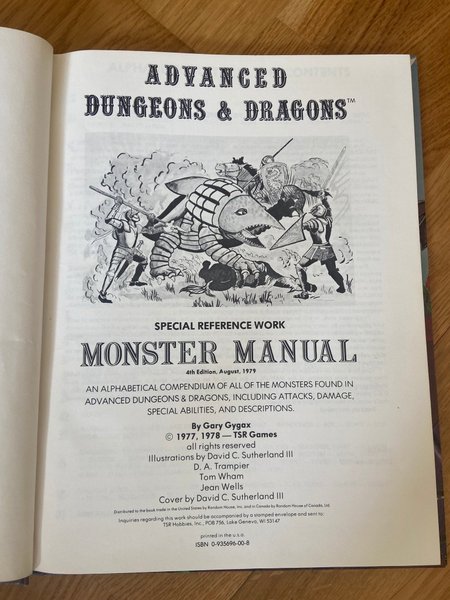 ADVANCED
DUNGEONS & DRAGONS™
SPECIAL REFERENCE WORK
MONSTER MANUAL
4th Edition, August, 1979
AN ALPHABETICAL COMPENDIUM OF ALL OF THE MONSTERS FOUND IN
ADVANCED DUNGEONS & DRAGONS, INCLUDING ATTACKS, DAMAGE,
SPECIAL ABILITIES, AND DESCRIPTIONS.
By Gary Gygax
© 1977, 1978 — TSR Games
all rights reserved
Illustrations by David C. Sutherland III
D. A. Trampier
Tom Wham
Jean Wells
Cover by David C. Sutherland III
Distributed to the book trade in the United States by Random House, Inc. and in Canada by Random House of Canada, Ltd.
Inquiries regarding this work should be accompanied by a stamped envelope and sent to:
TSR Hobbies, Inc., POB 756, Lake Geneva, WI 53147
printed in the u.s.a.
ISBN 0-935696-00-8